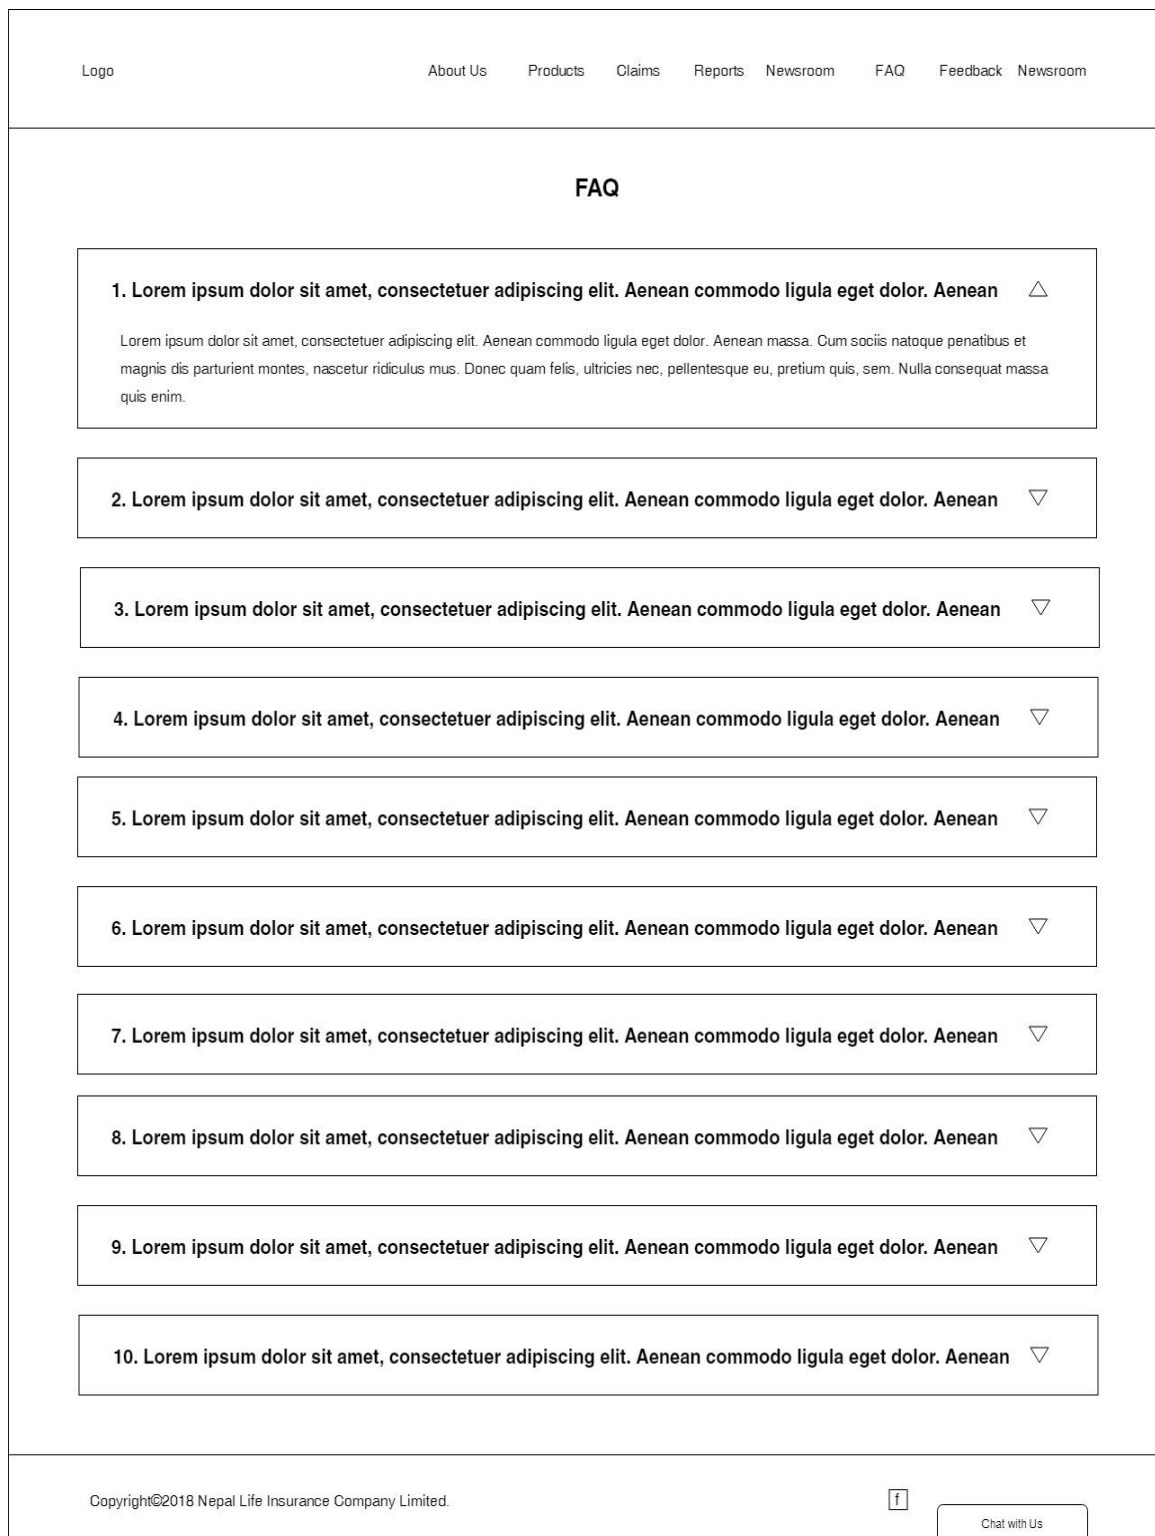 Logo About Us Products Claims Reports Newsroom FAQ Feedback Newsroom
FAQ
1. Lorem ipsum dolor sit amet, consectetuer adipiscing elit. Aenean commodo ligula eget dolor. Aenean
Lorem ipsum dolor sit amet, consectetuer adipiscing elit. Aenean commodo ligula eget dolor. Aenean massa. Cum sociis natoque penatibus et
magnis dis parturient montes, nascetur ridiculus mus. Donec quam felis, ultricies nec, pellentesque eu, pretium quis, sem. Nulla consequat massa
quis enim.
2. Lorem ipsum dolor sit amet, consectetuer adipiscing elit. Aenean commodo ligula eget dolor. Aenean
3. Lorem ipsum dolor sit amet, consectetuer adipiscing elit. Aenean commodo ligula eget dolor. Aenean
4. Lorem ipsum dolor sit amet, consectetuer adipiscing elit. Aenean commodo ligula eget dolor. Aenean
5. Lorem ipsum dolor sit amet, consectetuer adipiscing elit. Aenean commodo ligula eget dolor. Aenean
6. Lorem ipsum dolor sit amet, consectetuer adipiscing elit. Aenean commodo ligula eget dolor. Aenean
7. Lorem ipsum dolor sit amet, consectetuer adipiscing elit. Aenean commodo ligula eget dolor. Aenean
8. Lorem ipsum dolor sit amet, consectetuer adipiscing elit. Aenean commodo ligula eget dolor. Aenean
9. Lorem ipsum dolor sit amet, consectetuer adipiscing elit. Aenean commodo ligula eget dolor. Aenean
10. Lorem ipsum dolor sit amet, consectetuer adipiscing elit. Aenean commodo ligula eget dolor. Aenean
Copyright©2018 Nepal Life Insurance Company Limited. f
Chat with Us